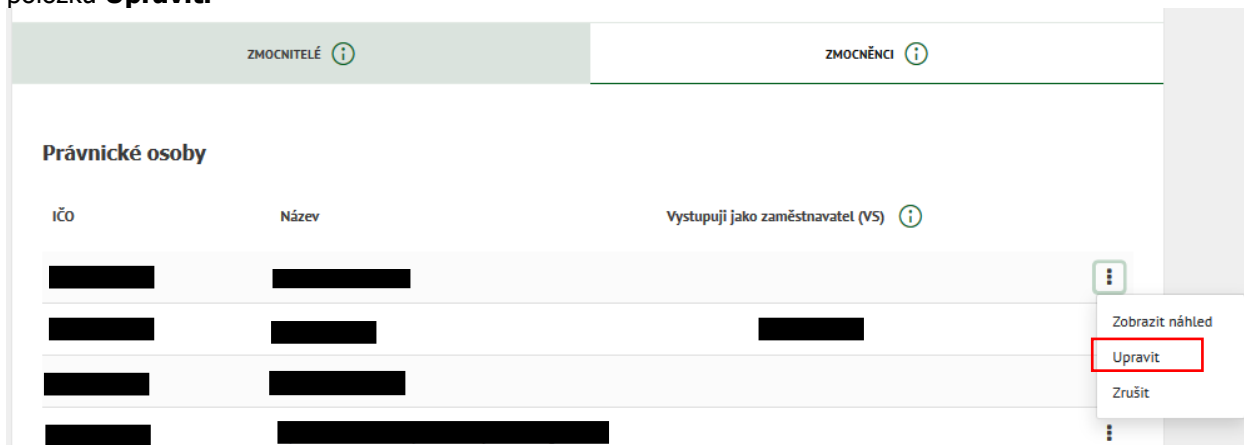 položka Upravit.
ZMOCNITELÉ
ZMOCNĚNCI
Právnické osoby
IČO Název Vystupuji jako zaměstnavatel (VS)
Zobrazit náhled
Upravit
Zrušit